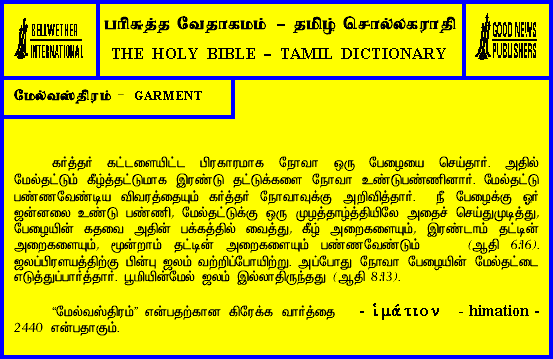 BELLWETHER
INTERNATIONAL
பரிசுத்த வேதாகமம் - தமிழ் சொல்லகராதி
THE HOLY BIBLE - TAMIL DICTIONARY
GOOD NEWS
PUBLISHERS
மேல்வஸ்திரம் - GARMENT
கர்த்தர் கட்டளையிட்ட பிரகாரமாக நோவா ஒரு பேழையை செய்தார். அதில்
மேல்தட்டும் கீழ்த்தட்டுமாக இரண்டு தட்டுக்களை நோவா உண்டுபண்ணினார். மேல்தட்டு
பண்ணவேண்டிய விவரத்தையும் கர்த்தர் நோவாவுக்கு அறிவித்தார். நீ பேழைக்கு ஓர்
ஜன்னலை உண்டு பண்ணி, மேல்தட்டுக்கு ஒரு முழத்தாழ்த்தியிலே அதைச் செய்துமுடித்து,
பேழையின் கதவை அதின் பக்கத்தில் வைத்து, கீழ் அறைகளையும், இரண்டாம் தட்டின்
அறைகளையும், மூன்றாம் தட்டின் அறைகளையும் பண்ணவேண்டும் (ஆதி 6:16).
ஜலப்பிரளயத்திற்கு பின்பு ஜலம் வற்றிப்போயிற்று. அப்போது நோவா பேழையின் மேல்தட்டை
எடுத்துப்பார்த்தார். பூமியின்மேல் ஜலம் இல்லாதிருந்தது (ஆதி 8:13).
“மேல்வஸ்திரம்” என்பதற்கான கிரேக்க வார்த்தை - ἱμάτιον - himation -
2440 என்பதாகும்.